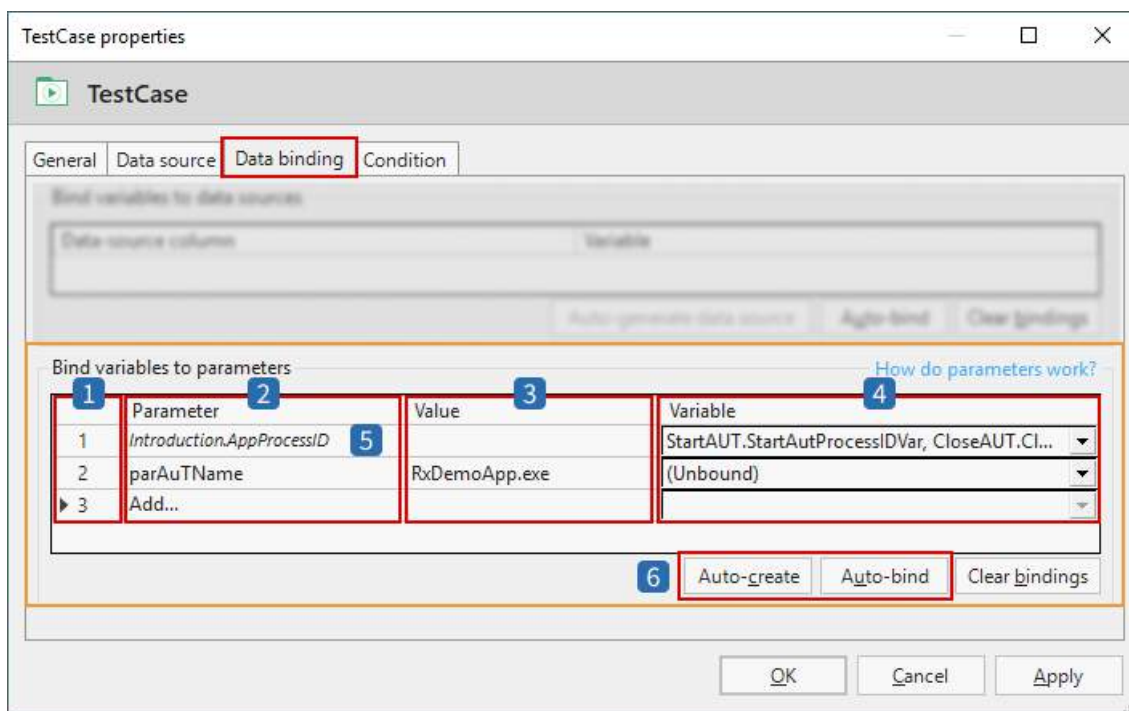 TestCase properties
TestCase
General Data source Data binding Condition
Bind variables to data sources
Data-source column Variable
Auto-generate data source Auto-bind Clear bindings
Bind variables to parameters How do parameters work?
1 2 3 4
Parameter Value Variable
1 Introduction.AppProcessID 5 StartAUT.StartAutProcessIDVar, CloseAUT.Cl...
2 parAuTName RxDemoApp.exe (Unbound)
3 Add...
6 Auto-create Auto-bind Clear bindings
OK Cancel Apply